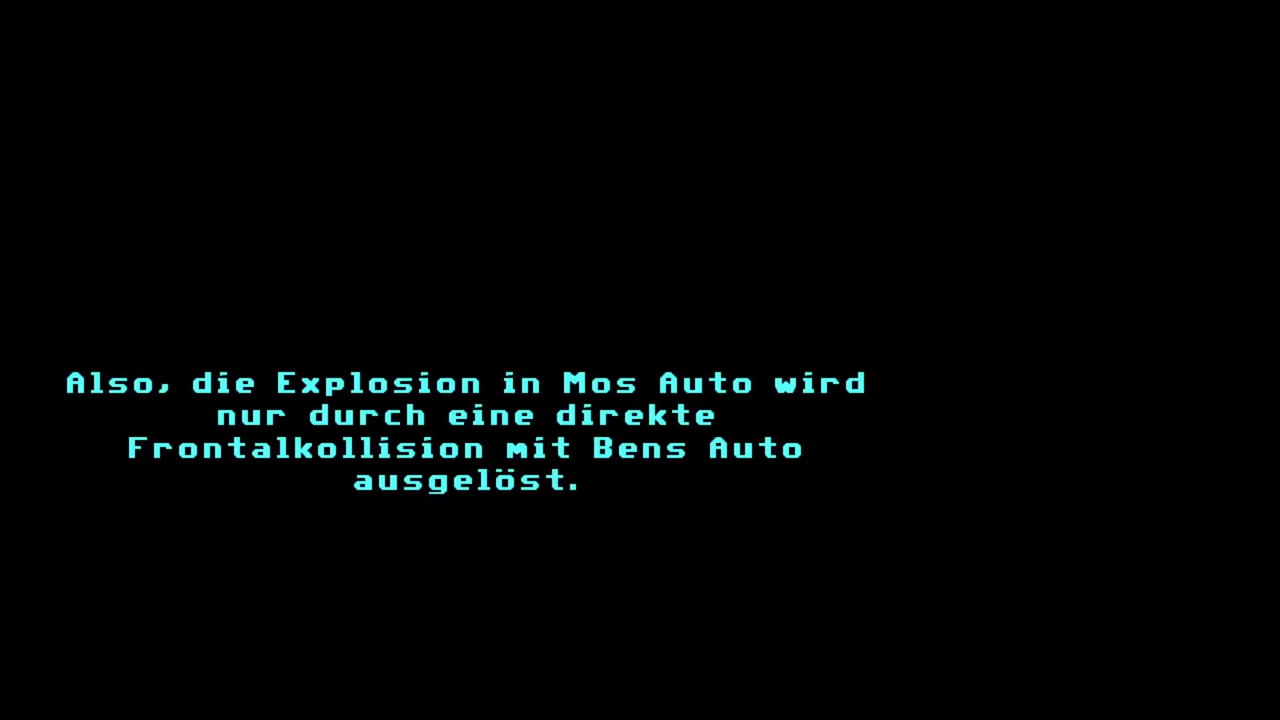 Also, die Explosion in Mos Auto wird
nur durch eine direkte
Frontalkollision mit Bens Auto
ausgelöst.